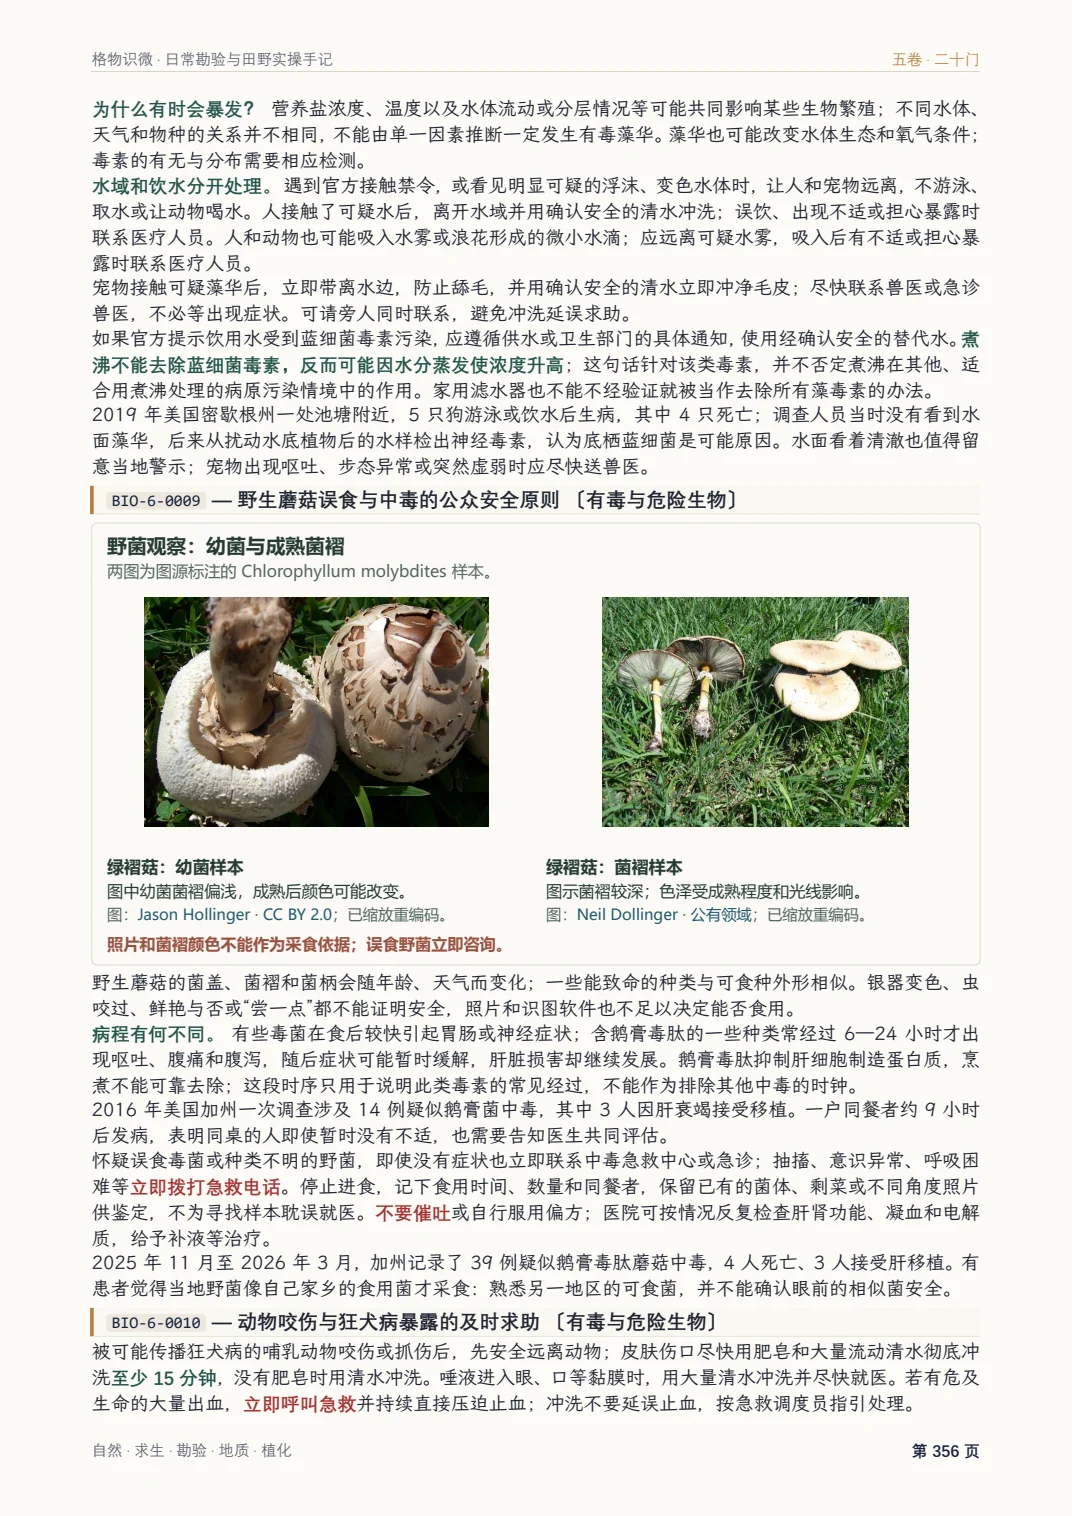 格物识微 · 日常勘验与田野实操手记
五卷 · 二十门
为什么有时会暴发？ 营养盐浓度、温度以及水体流动或分层情况等可能共同影响某些生物繁殖；不同水体、
天气和物种的关系并不相同，不能由单一因素推断一定发生有毒藻华。藻华也可能改变水体生态和氧气条件；
毒素的有无与分布需要相应检测。
水域和饮水分开处理。遇到官方接触禁令，或看见明显可疑的浮沫、变色水体时，让人和宠物远离，不游泳、
取水或让动物喝水。人接触了可疑水后，离开水域并用确认安全的清水冲洗；误饮、出现不适或担心暴露时
联系医疗人员。人和动物也可能吸入水雾或浪花形成的微小水滴；应远离可疑水雾，吸入后有不适或担心暴
露时联系医疗人员。
宠物接触可疑藻华后，立即带离水边，防止舔毛，并用确认安全的清水立即冲净毛皮；尽快联系兽医或急诊
兽医，不必等出现症状。可请旁人同时联系，避免冲洗延误求助。
如果官方提示饮用水受到蓝细菌毒素污染，应遵循供水或卫生部门的具体通知，使用经确认安全的替代水。煮
沸不能去除蓝细菌毒素，反而可能因水分蒸发使浓度升高；这句话针对该类毒素，并不否定煮沸在其他、适
合用煮沸处理的病原污染情境中的作用。家用滤水器也不能不经验证就被当作去除所有藻毒素的办法。
2019 年美国密歇根州一处池塘附近，5 只狗游泳或饮水后生病，其中 4 只死亡；调查人员当时没有看到水
面藻华，后来从扰动水底植物后的水样检出神经毒素，认为底栖蓝细菌是可能原因。水面看着清澈也值得留
意当地警示；宠物出现呕吐、步态异常或突然虚弱时应尽快送兽医。
BIO-6-0009 — 野生蘑菇误食与中毒的公众安全原则 〔有毒与危险生物〕
野菌观察：幼菌与成熟菌褶
两图为图源标注的 Chlorophyllum molybdites 样本。
绿褶菇：幼菌样本
图中幼菌菌褶偏浅，成熟后颜色可能改变。
图：Jason Hollinger · CC BY 2.0；已缩放重编码。
绿褶菇：菌褶样本
图示菌褶较深；色泽受成熟程度和光线影响。
图：Neil Dollinger · 公有领域；已缩放重编码。
照片和菌褶颜色不能作为采食依据；误食野菌立即咨询。
野生蘑菇的菌盖、菌褶和菌柄会随年龄、天气而变化；一些能致命的种类与可食种外形相似。银器变色、虫
咬过、鲜艳与否或“尝一点”都不能证明安全，照片和识图软件也不足以决定能否食用。
病程有何不同。 有些毒菌在食后较快引起胃肠或神经症状；含鹅膏毒肽的一些种类常经过 6—24 小时才出
现呕吐、腹痛和腹泻，随后症状可能暂时缓解，肝脏损害却继续发展。鹅膏毒肽抑制肝细胞制造蛋白质，烹
煮不能可靠去除；这段时序只用于说明此类毒素的常见经过，不能作为排除其他中毒的时钟。
2016 年美国加州一次调查涉及 14 例疑似鹅膏菌中毒，其中 3 人因肝衰竭接受移植。一户同餐者约 9 小时
后发病，表明同桌的人即使暂时没有不适，也需要告知医生共同评估。
怀疑误食毒菌或种类不明的野菌，即使没有症状也立即联系中毒急救中心或急诊；抽搐、意识异常、呼吸困
难等立即拨打急救电话。停止进食，记下食用时间、数量和同餐者，保留已有的菌体、剩菜或不同角度照片
供鉴定，不为寻找样本耽误就医。不要催吐或自行服用偏方；医院可按情况反复检查肝肾功能、凝血和电解
质，给予补液等治疗。
2025 年 11 月至 2026 年 3 月，加州记录了 39 例疑似鹅膏毒肽蘑菇中毒，4 人死亡、3 人接受肝移植。有
患者觉得当地野菌像自己家乡的食用菌才采食：熟悉另一地区的可食菌，并不能确认眼前的相似菌安全。
BIO-6-0010 — 动物咬伤与狂犬病暴露的及时求助 〔有毒与危险生物〕
被可能传播狂犬病的哺乳动物咬伤或抓伤后，先安全远离动物；皮肤伤口尽快用肥皂和大量流动清水彻底冲
洗至少 15 分钟，没有肥皂时用清水冲洗。唾液进入眼、口等黏膜时，用大量清水冲洗并尽快就医。若有危及
生命的大量出血，立即呼叫急救并持续直接压迫止血；冲洗不要延误止血，按急救调度员指引处理。
自然 · 求生 · 勘验 · 地质 · 植化
第 356 页